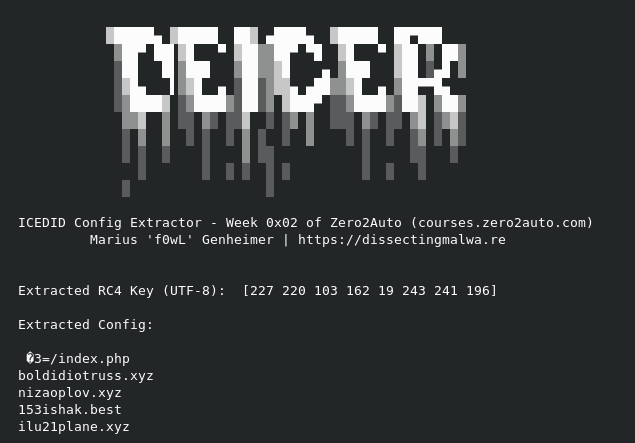 DEICER
ICEDID Config Extractor - Week 0x02 of Zero2Auto (courses.zero2auto.com)
Marius 'f0wL' Genheimer | https://dissectingmalwa.re
Extracted RC4 Key (UTF-8):  [227 220 103 162 19 243 241 196]
Extracted Config:
�3=/index.php
boldidiotruss.xyz
nizaoplov.xyz
153ishak.best
ilu21plane.xyz